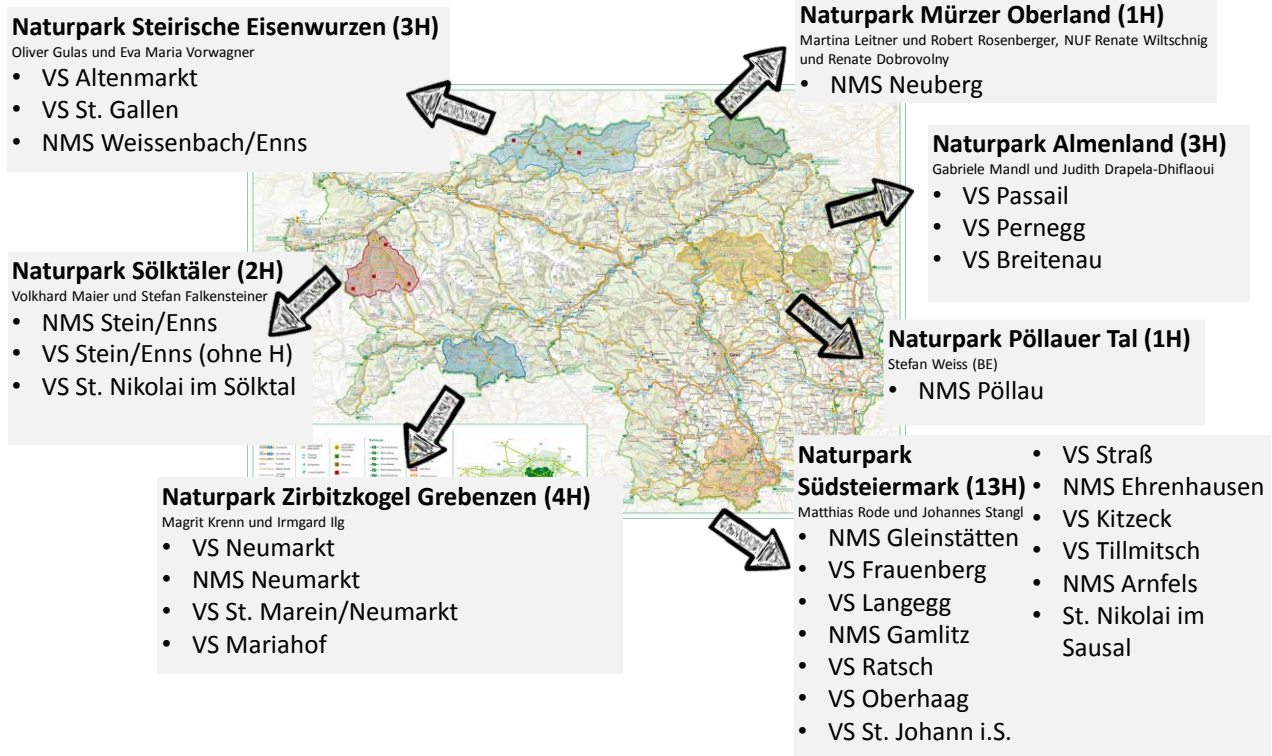 Naturpark Steirische Eisenwurzen (3H)
Oliver Gulas und Eva Maria Vorwagner
• VS Altenmarkt
• VS St. Gallen
• NMS Weissenbach/Enns
Naturpark Mürzer Oberland (1H)
Martina Leitner und Robert Rosenberger, NUF Renate Wiltschnig
und Renate Dobrovolny
• NMS Neuberg
Naturpark Almenland (3H)
Gabriele Mandl und Judith Drapela-Dhiflaoui
• VS Passail
• VS Pernegg
• VS Breitenau
Naturpark Sölktäler (2H)
Volkhard Maier und Stefan Falkensteiner
• NMS Stein/Enns
• VS Stein/Enns (ohne H)
• VS St. Nikolai im Sölktal
Naturpark Pöllauer Tal (1H)
Stefan Weiss (BE)
• NMS Pöllau
Naturpark Zirbitzkogel Grebenzen (4H)
Magrit Krenn und Irmgard Ilg
• VS Neumarkt
• NMS Neumarkt
• VS St. Marein/Neumarkt
• VS Mariahof
Naturpark
Südsteiermark (13H)
Matthias Rode und Johannes Stangl
• NMS Gleinstätten
• VS Frauenberg
• VS Langegg
• NMS Gamlitz
• VS Ratsch
• VS Oberhaag
• VS St. Johann i.S.
• VS Straß
• NMS Ehrenhausen
• VS Kitzeck
• VS Tillmitsch
• NMS Arnfels
• St. Nikolai im
Sausal